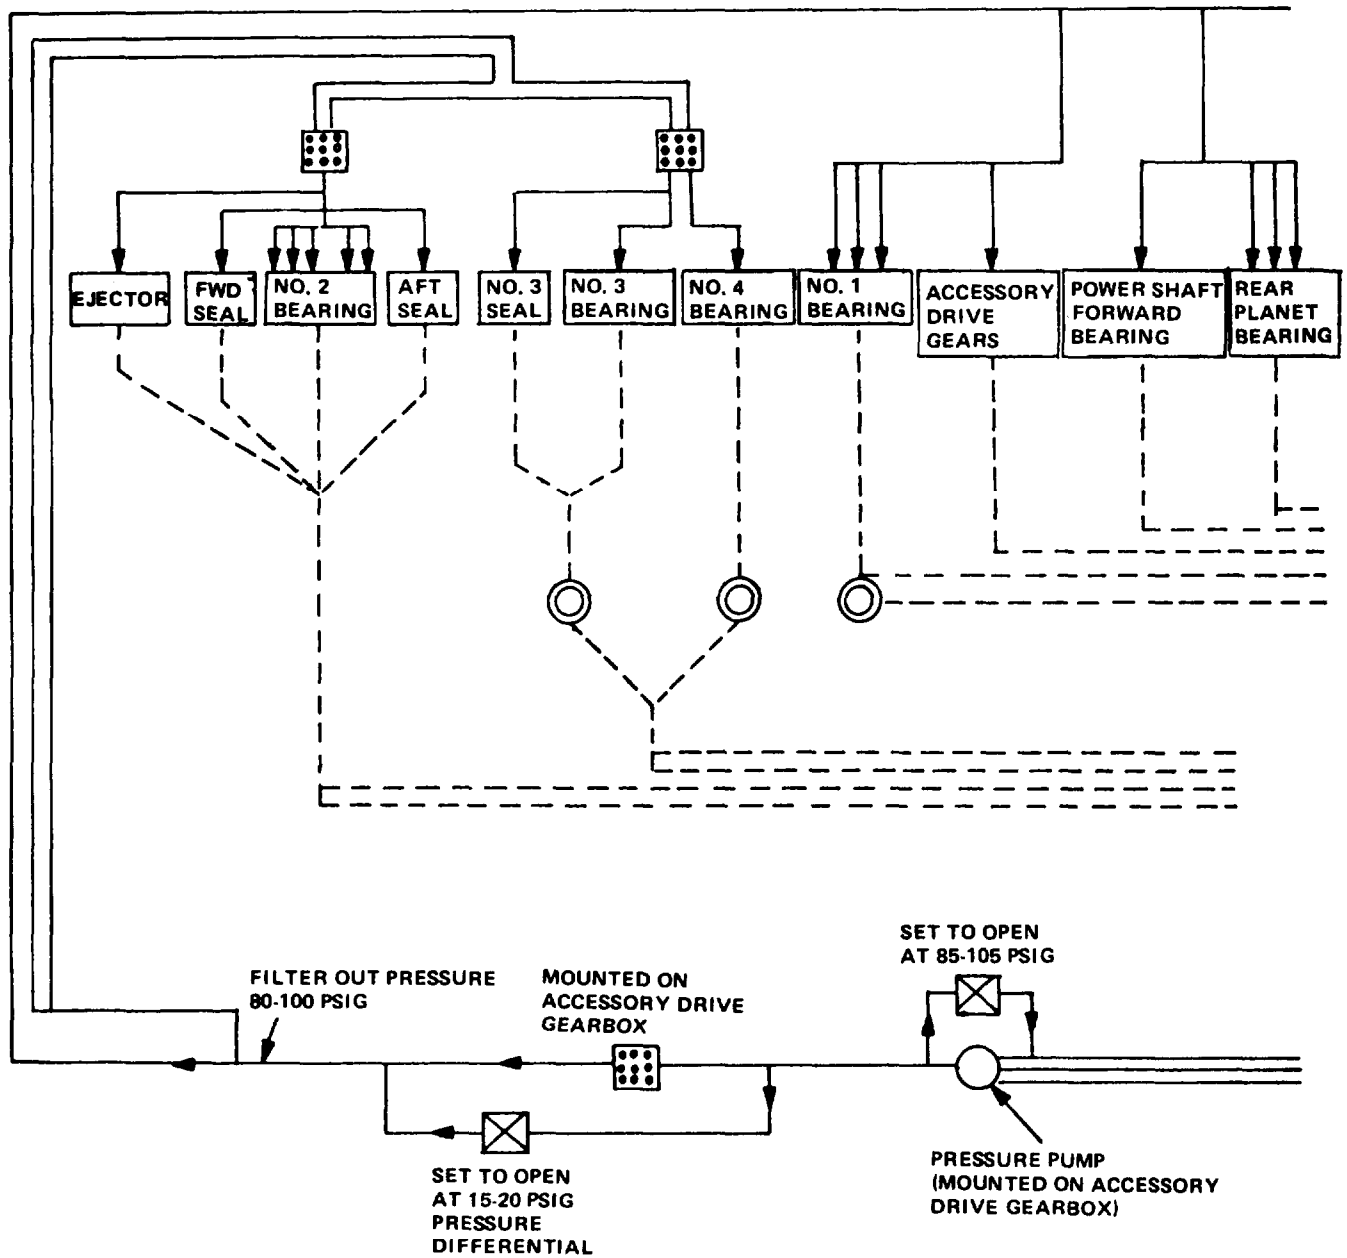 EJECTOR
FWD
SEAL
NO. 2
BEARING
AFT
SEAL
NO. 3
SEAL
NO. 3
BEARING
NO. 4
BEARING
NO. 1
BEARING
ACCESSORY
DRIVE
GEARS
POWER SHAFT
FORWARD
BEARING
REAR
PLANET
BEARING
SET TO OPEN
AT 85-105 PSIG
FILTER OUT PRESSURE
80-100 PSIG
MOUNTED ON
ACCESSORY DRIVE
GEARBOX
SET TO OPEN
AT 15-20 PSIG
PRESSURE
DIFFERENTIAL
PRESSURE PUMP
(MOUNTED ON ACCESSORY
DRIVE GEARBOX)